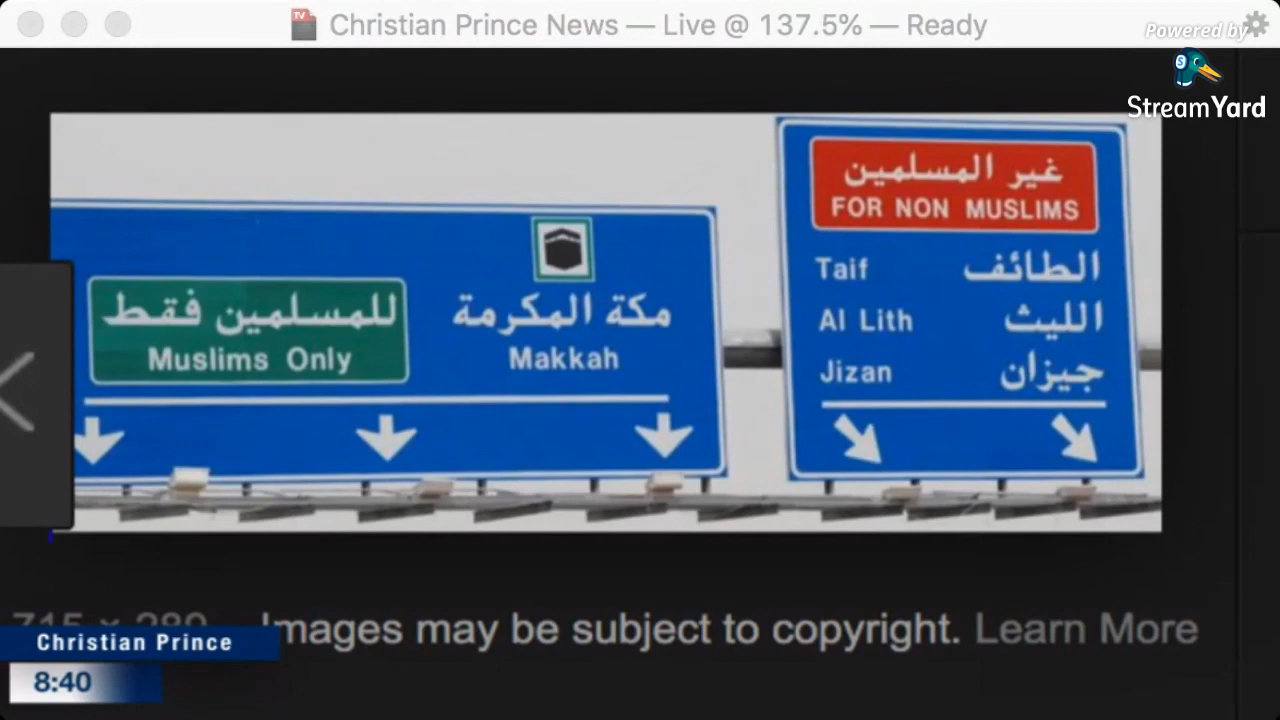 Christian Prince News — Live @ 137.5% — Ready
Powered by
StreamYard
للمسلمين فقط
Muslims Only
مكة المكرمة
Makkah
غير المسلمين
FOR NON MUSLIMS
Taif الطائف
Al Lith الليث
Jizan جيزان
Images may be subject to copyright. Learn More
Christian Prince
8:40